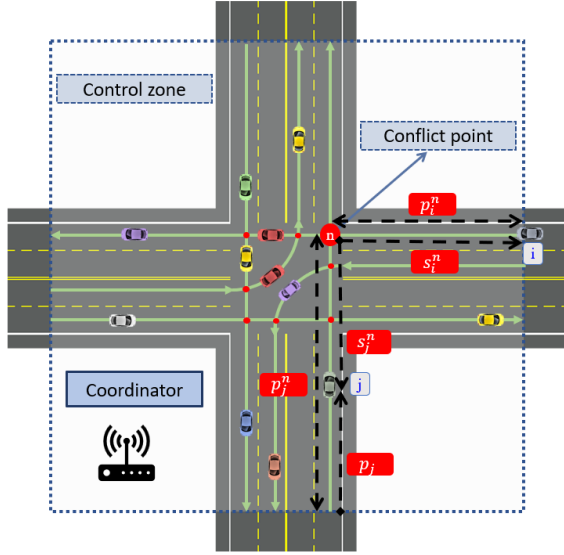 Control zone
Conflict point
n
p_i^n
i
s_i^n
s_j^n
p_j^n
j
Coordinator
p_j